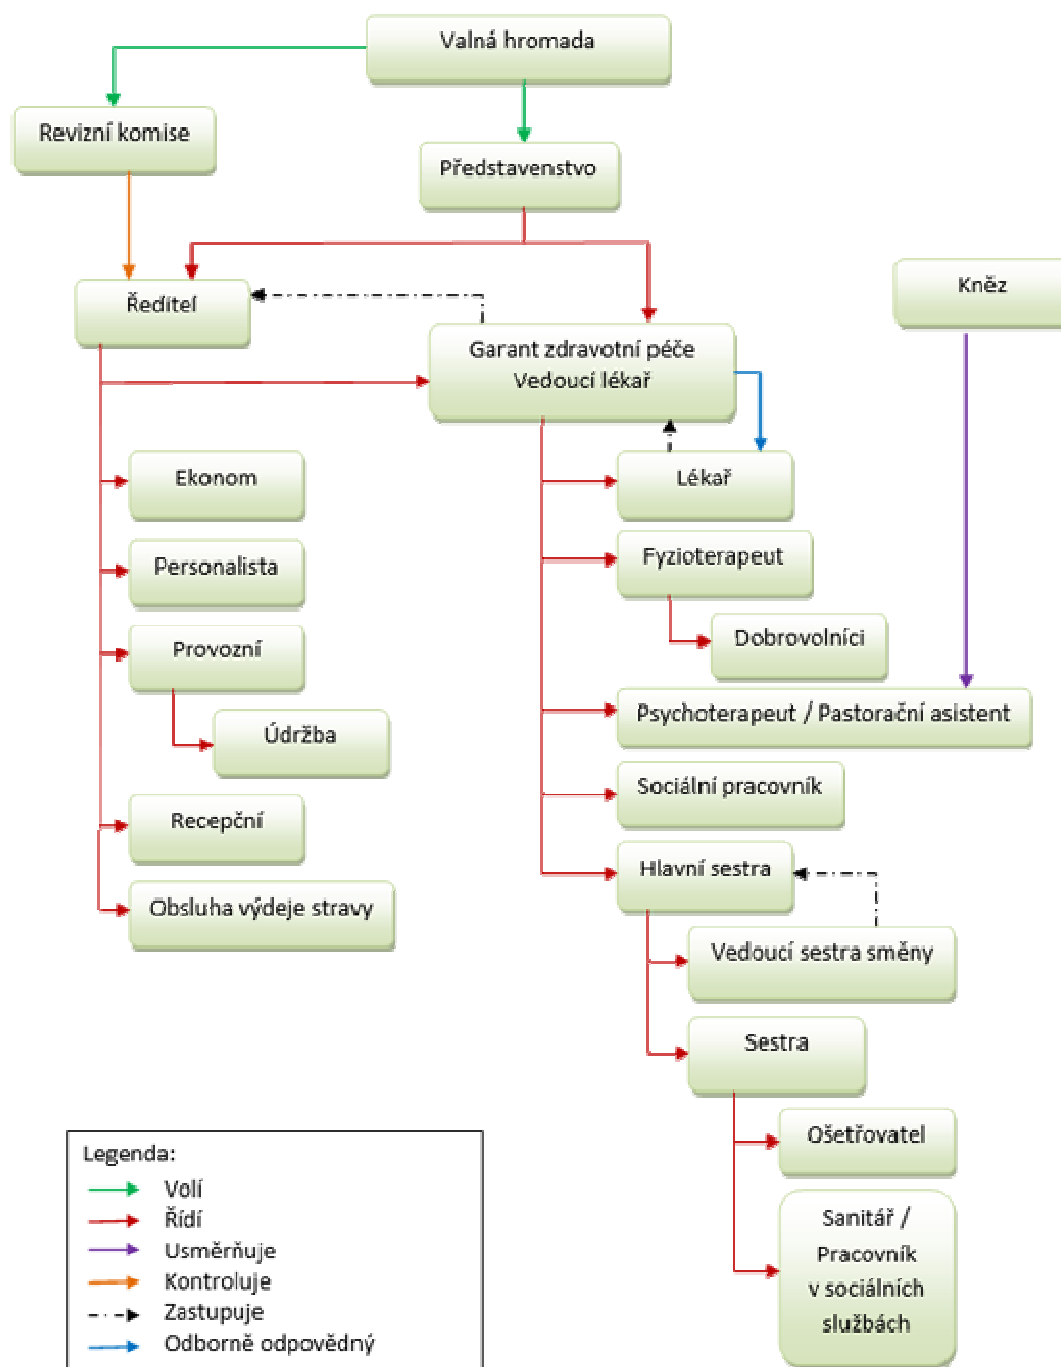 Valná hromada
Revizní komise
Představenstvo
Kněz
Ředitel
Garant zdravotní péče
Vedoucí lékař
Ekonom
Lékař
Personalista
Fyzioterapeut
Provozní
Dobrovolníci
Údržba
Psychoterapeut / Pastorační asistent
Recepční
Sociální pracovník
Obsluha výdeje stravy
Hlavní sestra
Vedoucí sestra směny
Sestra
Ošetřovatel
Sanitář /
Pracovník
v sociálních
službách
Legenda:
Volí
Řídí
Usměrňuje
Kontroluje
Zastupuje
Odborně odpovědný